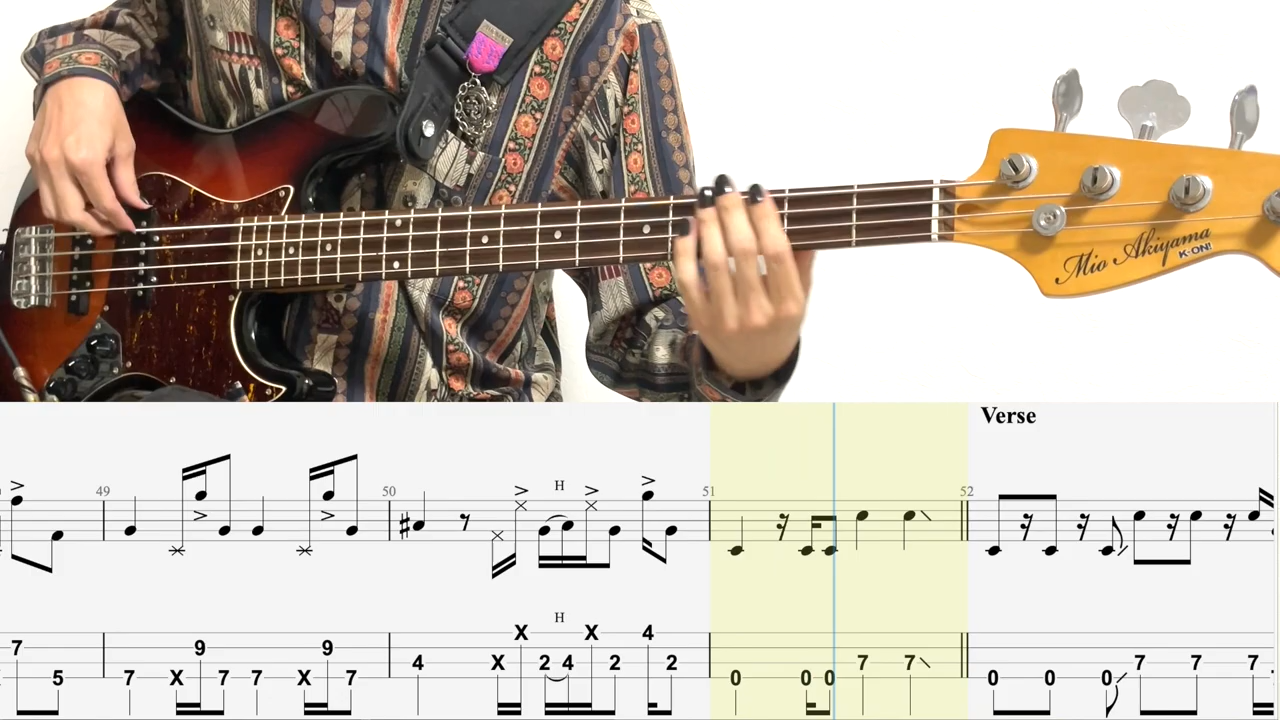 Mio Akiyama
K-ON!
Verse
49 50 51 52
H
H
7 X X 4
9 9
4 X 2 4 2 2 7 7 7 7 7
5 7 X 7 7 X 7 0 0 0 0 0 0